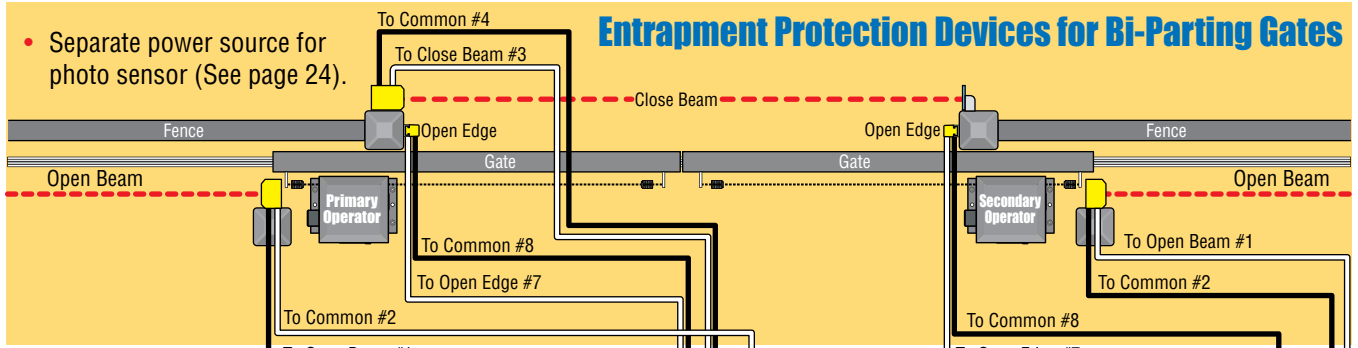 To Common #4
Entrapment Protection Devices for Bi-Parting Gates
• Separate power source for
photo sensor (See page 24).
To Close Beam #3
Close Beam
Fence
Open Edge
Open Edge
Fence
Gate
Gate
Open Beam
Open Beam
Primary
Operator
Secondary
Operator
To Common #8
To Open Beam #1
To Open Edge #7
To Common #2
To Common #2
To Common #8